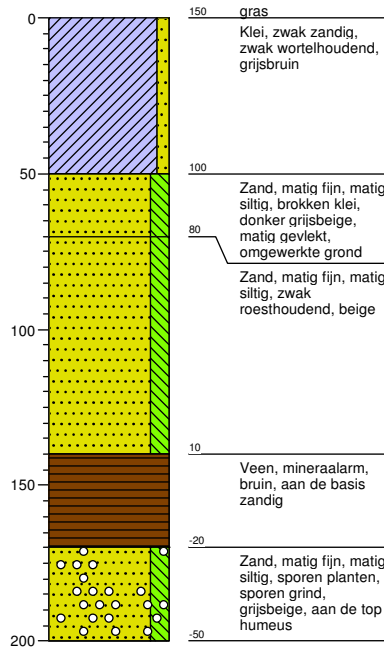 0
50
100
150
200
150
gras
Klei, zwak zandig,
zwak wortelhoudend,
grijsbruin
100
Zand, matig fijn, matig
siltig, brokken klei,
donker grijsbeige,
matig gevlekt,
omgewerkte grond
80
Zand, matig fijn, matig
siltig, zwak
roesthoudend, beige
10
Veen, mineraalarm,
bruin, aan de basis
zandig
-20
Zand, matig fijn, matig
siltig, sporen planten,
sporen grind,
grijsbeige, aan de top
humeus
-50